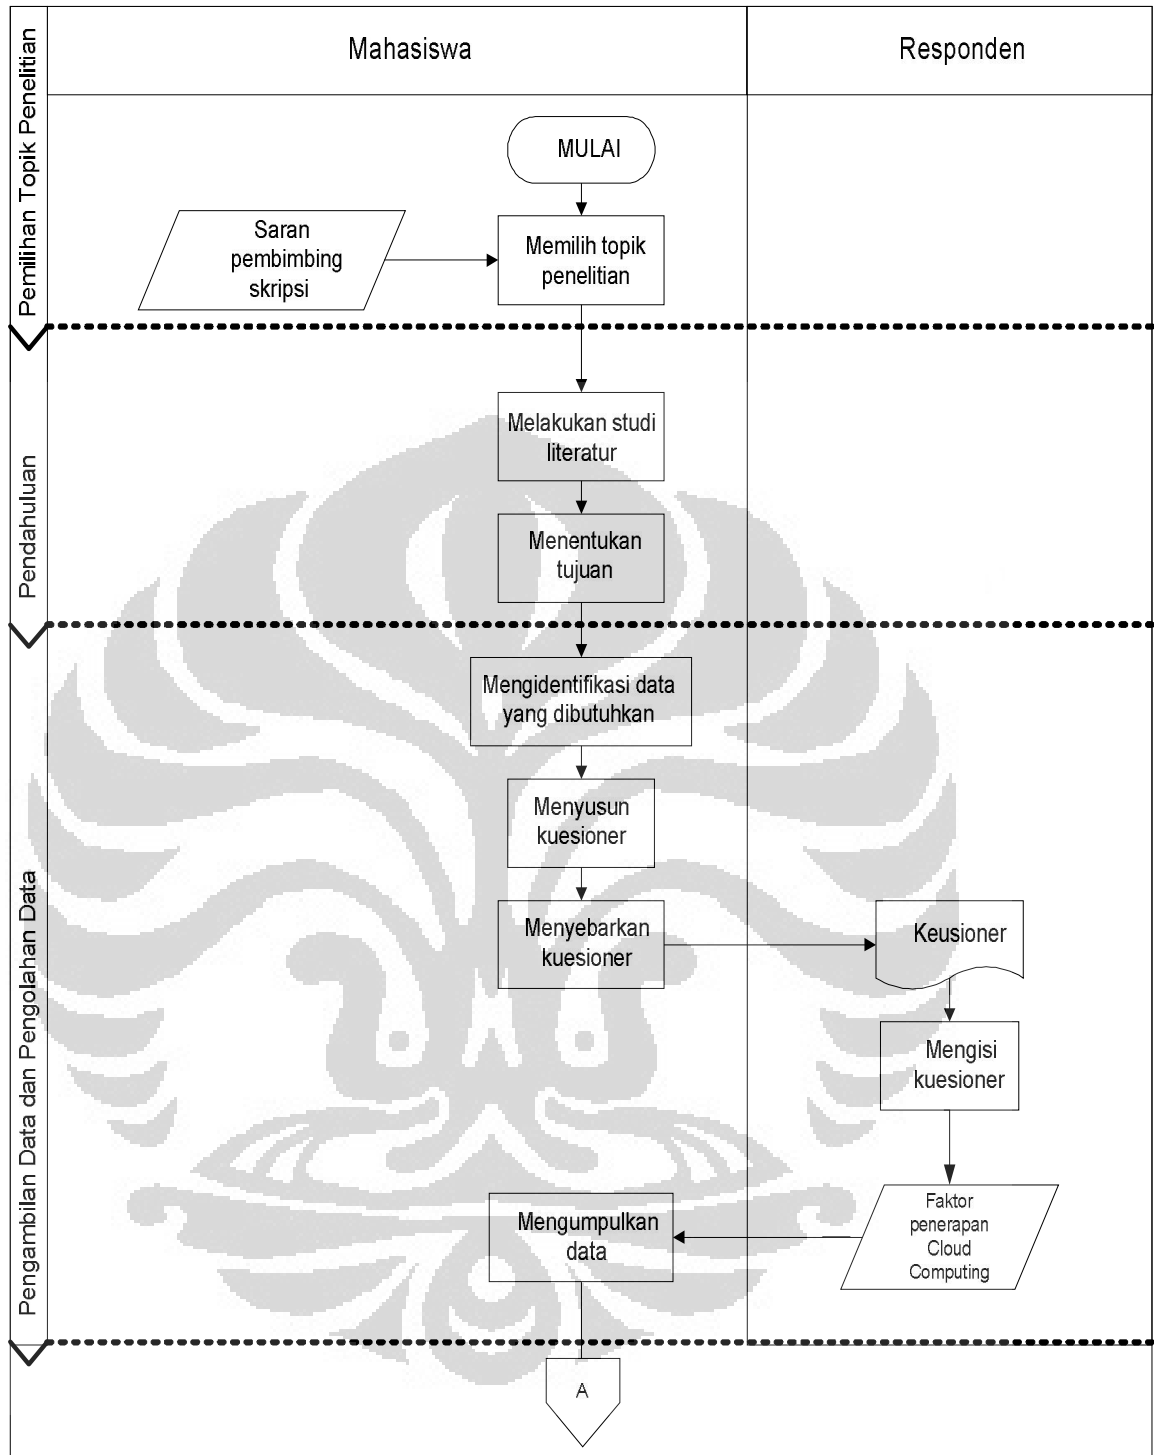 Mahasiswa
Responden
Pemilihan Topik Penelitian
MULAI
Saran
pembimbing
skripsi
Memilih topik
penelitian
Pendahuluan
Melakukan studi
literatur
Menentukan
tujuan
Pengambilan Data dan Pengolahan Data
Mengidentifikasi data
yang dibutuhkan
Menyusun
kuesioner
Menyebarkan
kuesioner
Keusioner
Mengisi
kuesioner
Faktor
penerapan
Cloud
Computing
Mengumpulkan
data
A